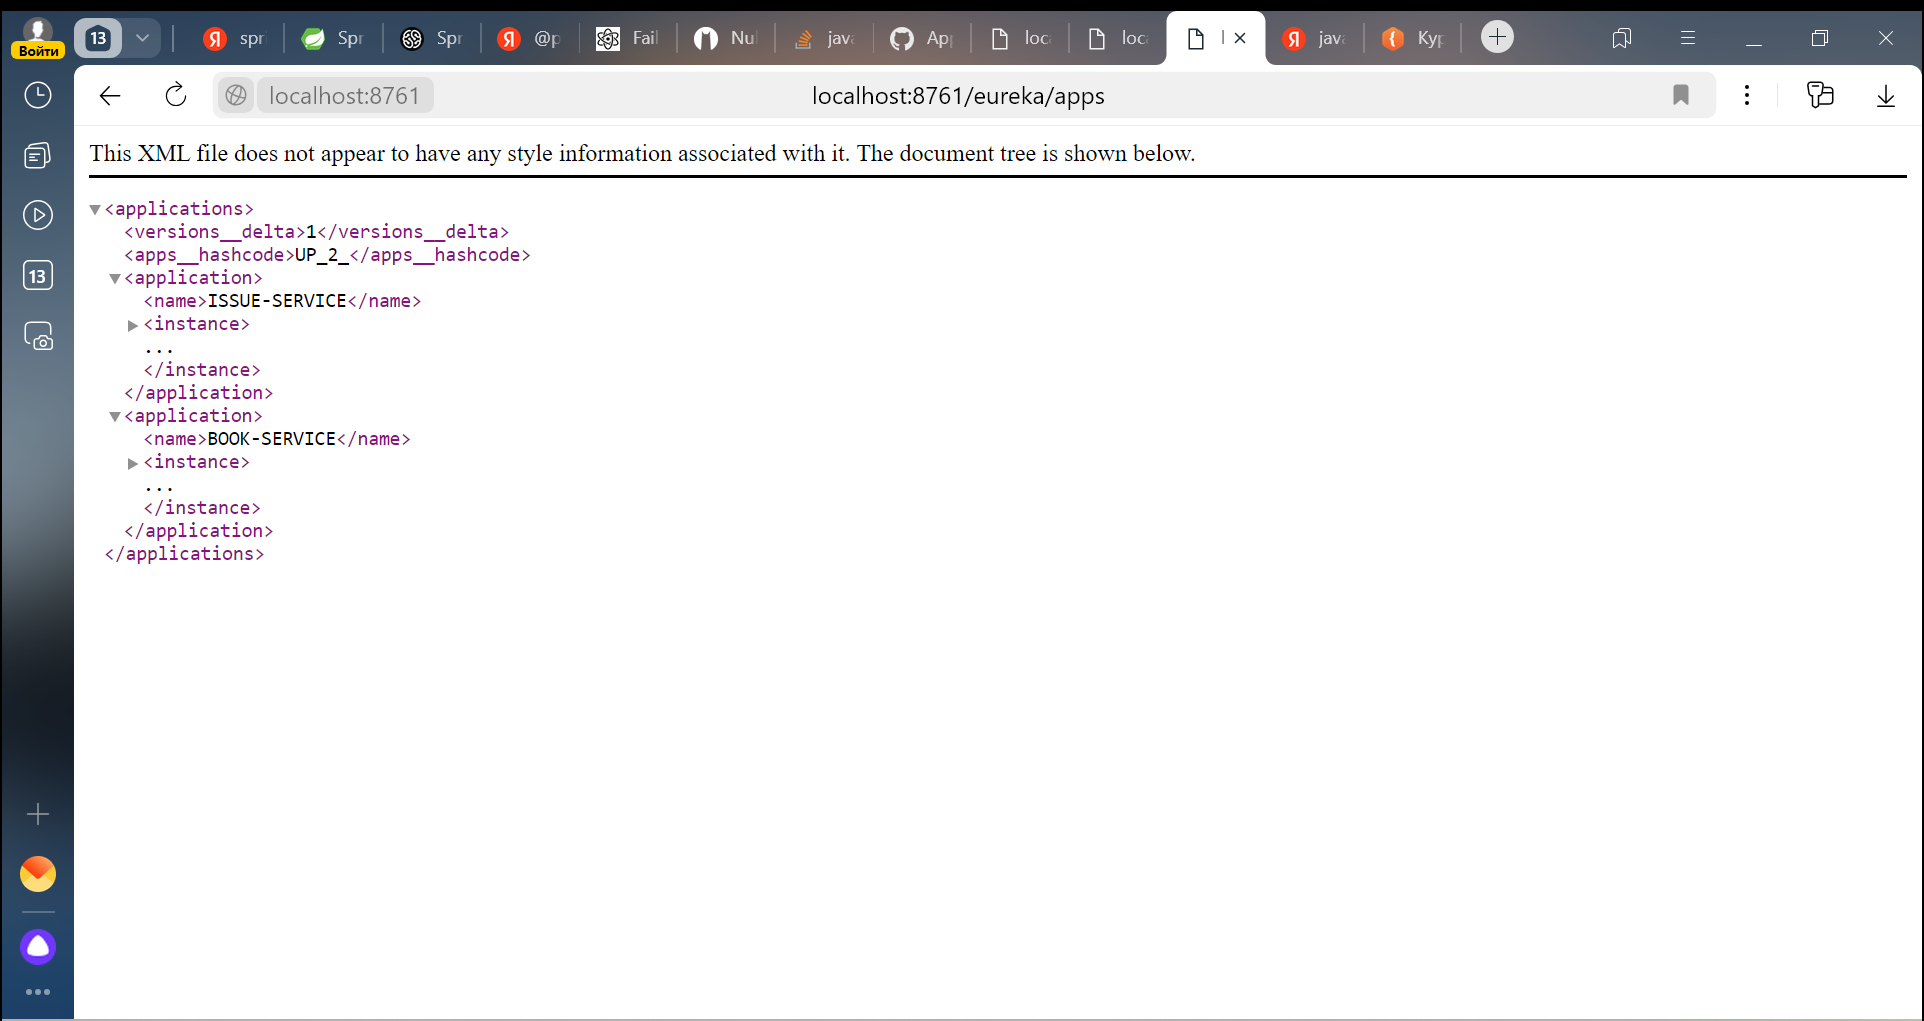 Войти
13
spr
Spr
Spr
@p
Fail
Nul
java
App
loca
loca
l
java
Кур
localhost:8761
localhost:8761/eureka/apps
13
This XML file does not appear to have any style information associated with it. The document tree is shown below.
<applications>
<versions__delta>1</versions__delta>
<apps__hashcode>UP_2_</apps__hashcode>
<application>
<name>ISSUE-SERVICE</name>
<instance>
...
</instance>
</application>
<application>
<name>BOOK-SERVICE</name>
<instance>
...
</instance>
</application>
</applications>